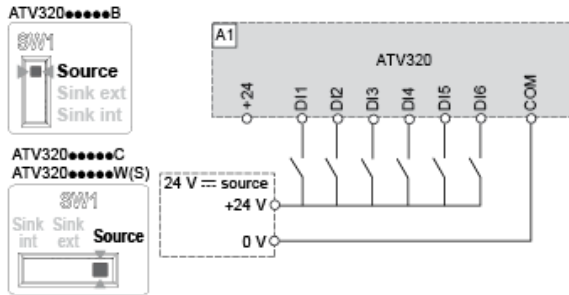 ATV320●●●●●B
SW1
Source
Sink ext
Sink int
ATV320●●●●●C
ATV320●●●●●W(S)
SW1
Sink int
Sink ext
Source
A1
ATV320
+24
DI1
DI2
DI3
DI4
DI5
DI6
COM
24 V ⎓ source
+24 V
0 V